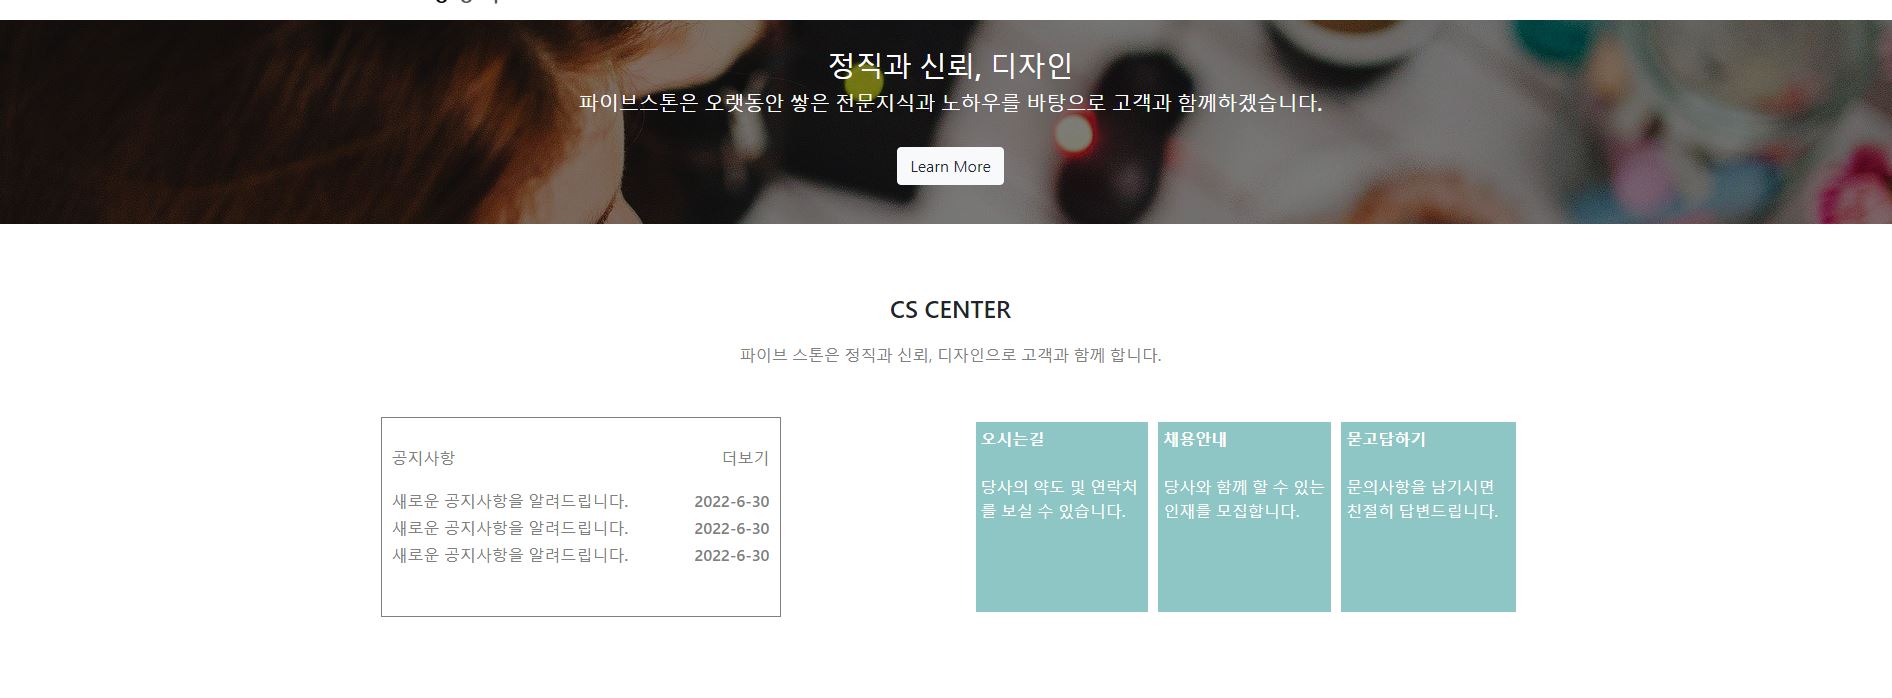 정직과 신뢰, 디자인
파이브스톤은 오랫동안 쌓은 전문지식과 노하우를 바탕으로 고객과 함께하겠습니다.
Learn More
CS CENTER
파이브 스톤은 정직과 신뢰, 디자인으로 고객과 함께 합니다.
공지사항 더보기
새로운 공지사항을 알려드립니다. 2022-6-30
새로운 공지사항을 알려드립니다. 2022-6-30
새로운 공지사항을 알려드립니다. 2022-6-30
오시는길
당사의 약도 및 연락처
를 보실 수 있습니다.
채용안내
당사와 함께 할 수 있는
인재를 모집합니다.
묻고답하기
문의사항을 남기시면
친절히 답변드립니다.